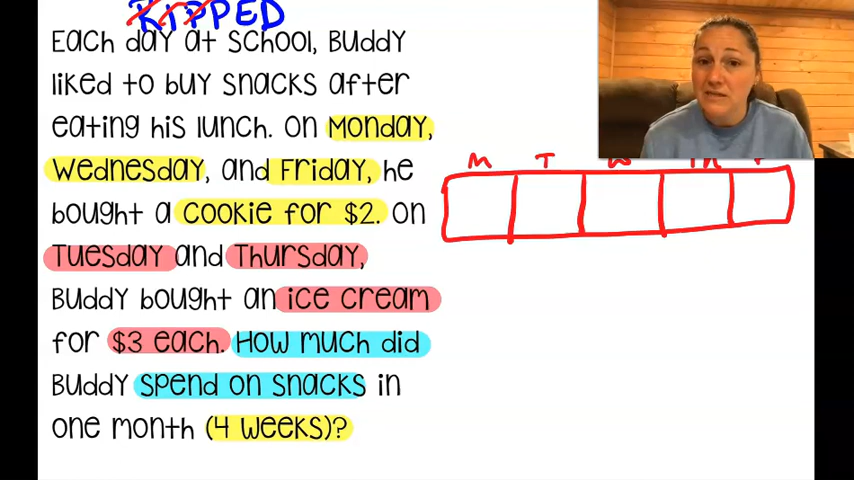 RIPPED
Each day at school, Buddy
liked to buy snacks after
eating his lunch. On Monday,
Wednesday, and Friday, he
bought a cookie for $2. On
Tuesday and Thursday,
Buddy bought an ice cream
for $3 each. How much did
Buddy spend on snacks in
one month (4 weeks)?
M T W TH